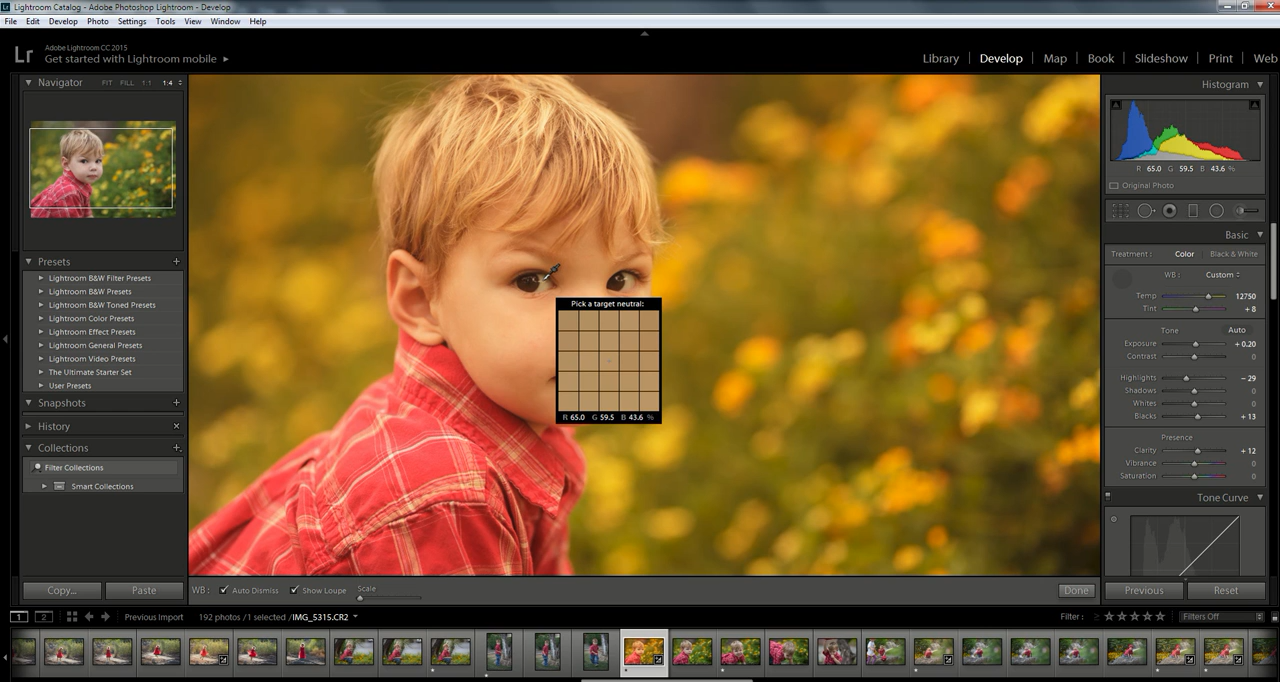 Lightroom Catalog - Adobe Photoshop Lightroom - Develop
File Edit Develop Photo Settings Tools View Window Help
Lr
Adobe Lightroom CC 2015
Get started with Lightroom mobile
Library | Develop | Map | Book | Slideshow | Print | Web
Navigator FIT FILL 1:1 1:4
Presets +
Lightroom B&W Filter Presets
Lightroom B&W Presets
Lightroom B&W Toned Presets
Lightroom Color Presets
Lightroom Effect Presets
Lightroom General Presets
Lightroom Video Presets
The Ultimate Starter Set
User Presets
Snapshots +
History ×
Collections +
Filter Collections
Smart Collections
Copy... Paste
Pick a target neutral:
R 65.0 G 59.5 B 43.6 %
WB : Auto Dismiss Show Loupe Scale
Done
Histogram
R 65.0 G 59.5 B 43.6 %
Original Photo
Basic
Treatment : Color Black & White
WB : Custom
Temp 12750
Tint + 8
Tone Auto
Exposure + 0.20
Contrast 0
Highlights − 29
Shadows 0
Whites 0
Blacks + 13
Presence
Clarity + 12
Vibrance 0
Saturation 0
Tone Curve
Previous Reset
1 2 Previous Import 192 photos /1 selected /IMG_5315.CR2
Filter : Filters Off